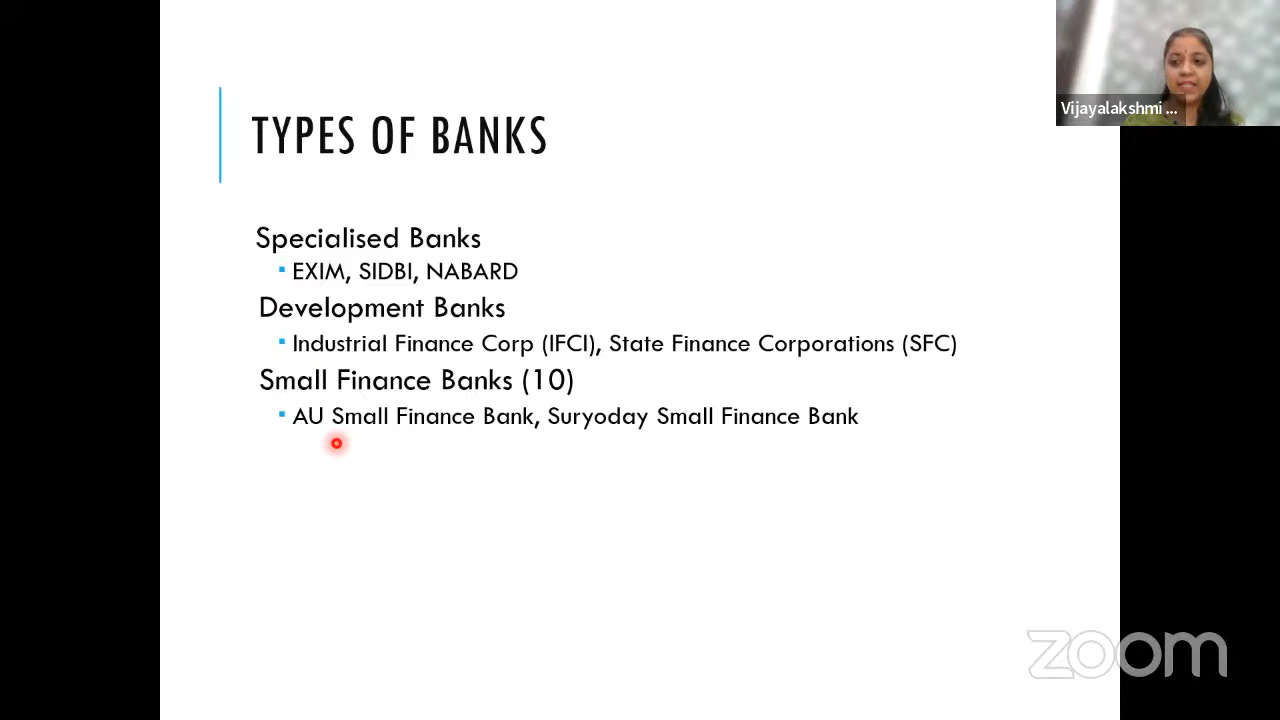 Vijayalakshmi ...
TYPES OF BANKS
Specialised Banks
EXIM, SIDBI, NABARD
Development Banks
Industrial Finance Corp (IFCI), State Finance Corporations (SFC)
Small Finance Banks (10)
AU Small Finance Bank, Suryoday Small Finance Bank
zoom